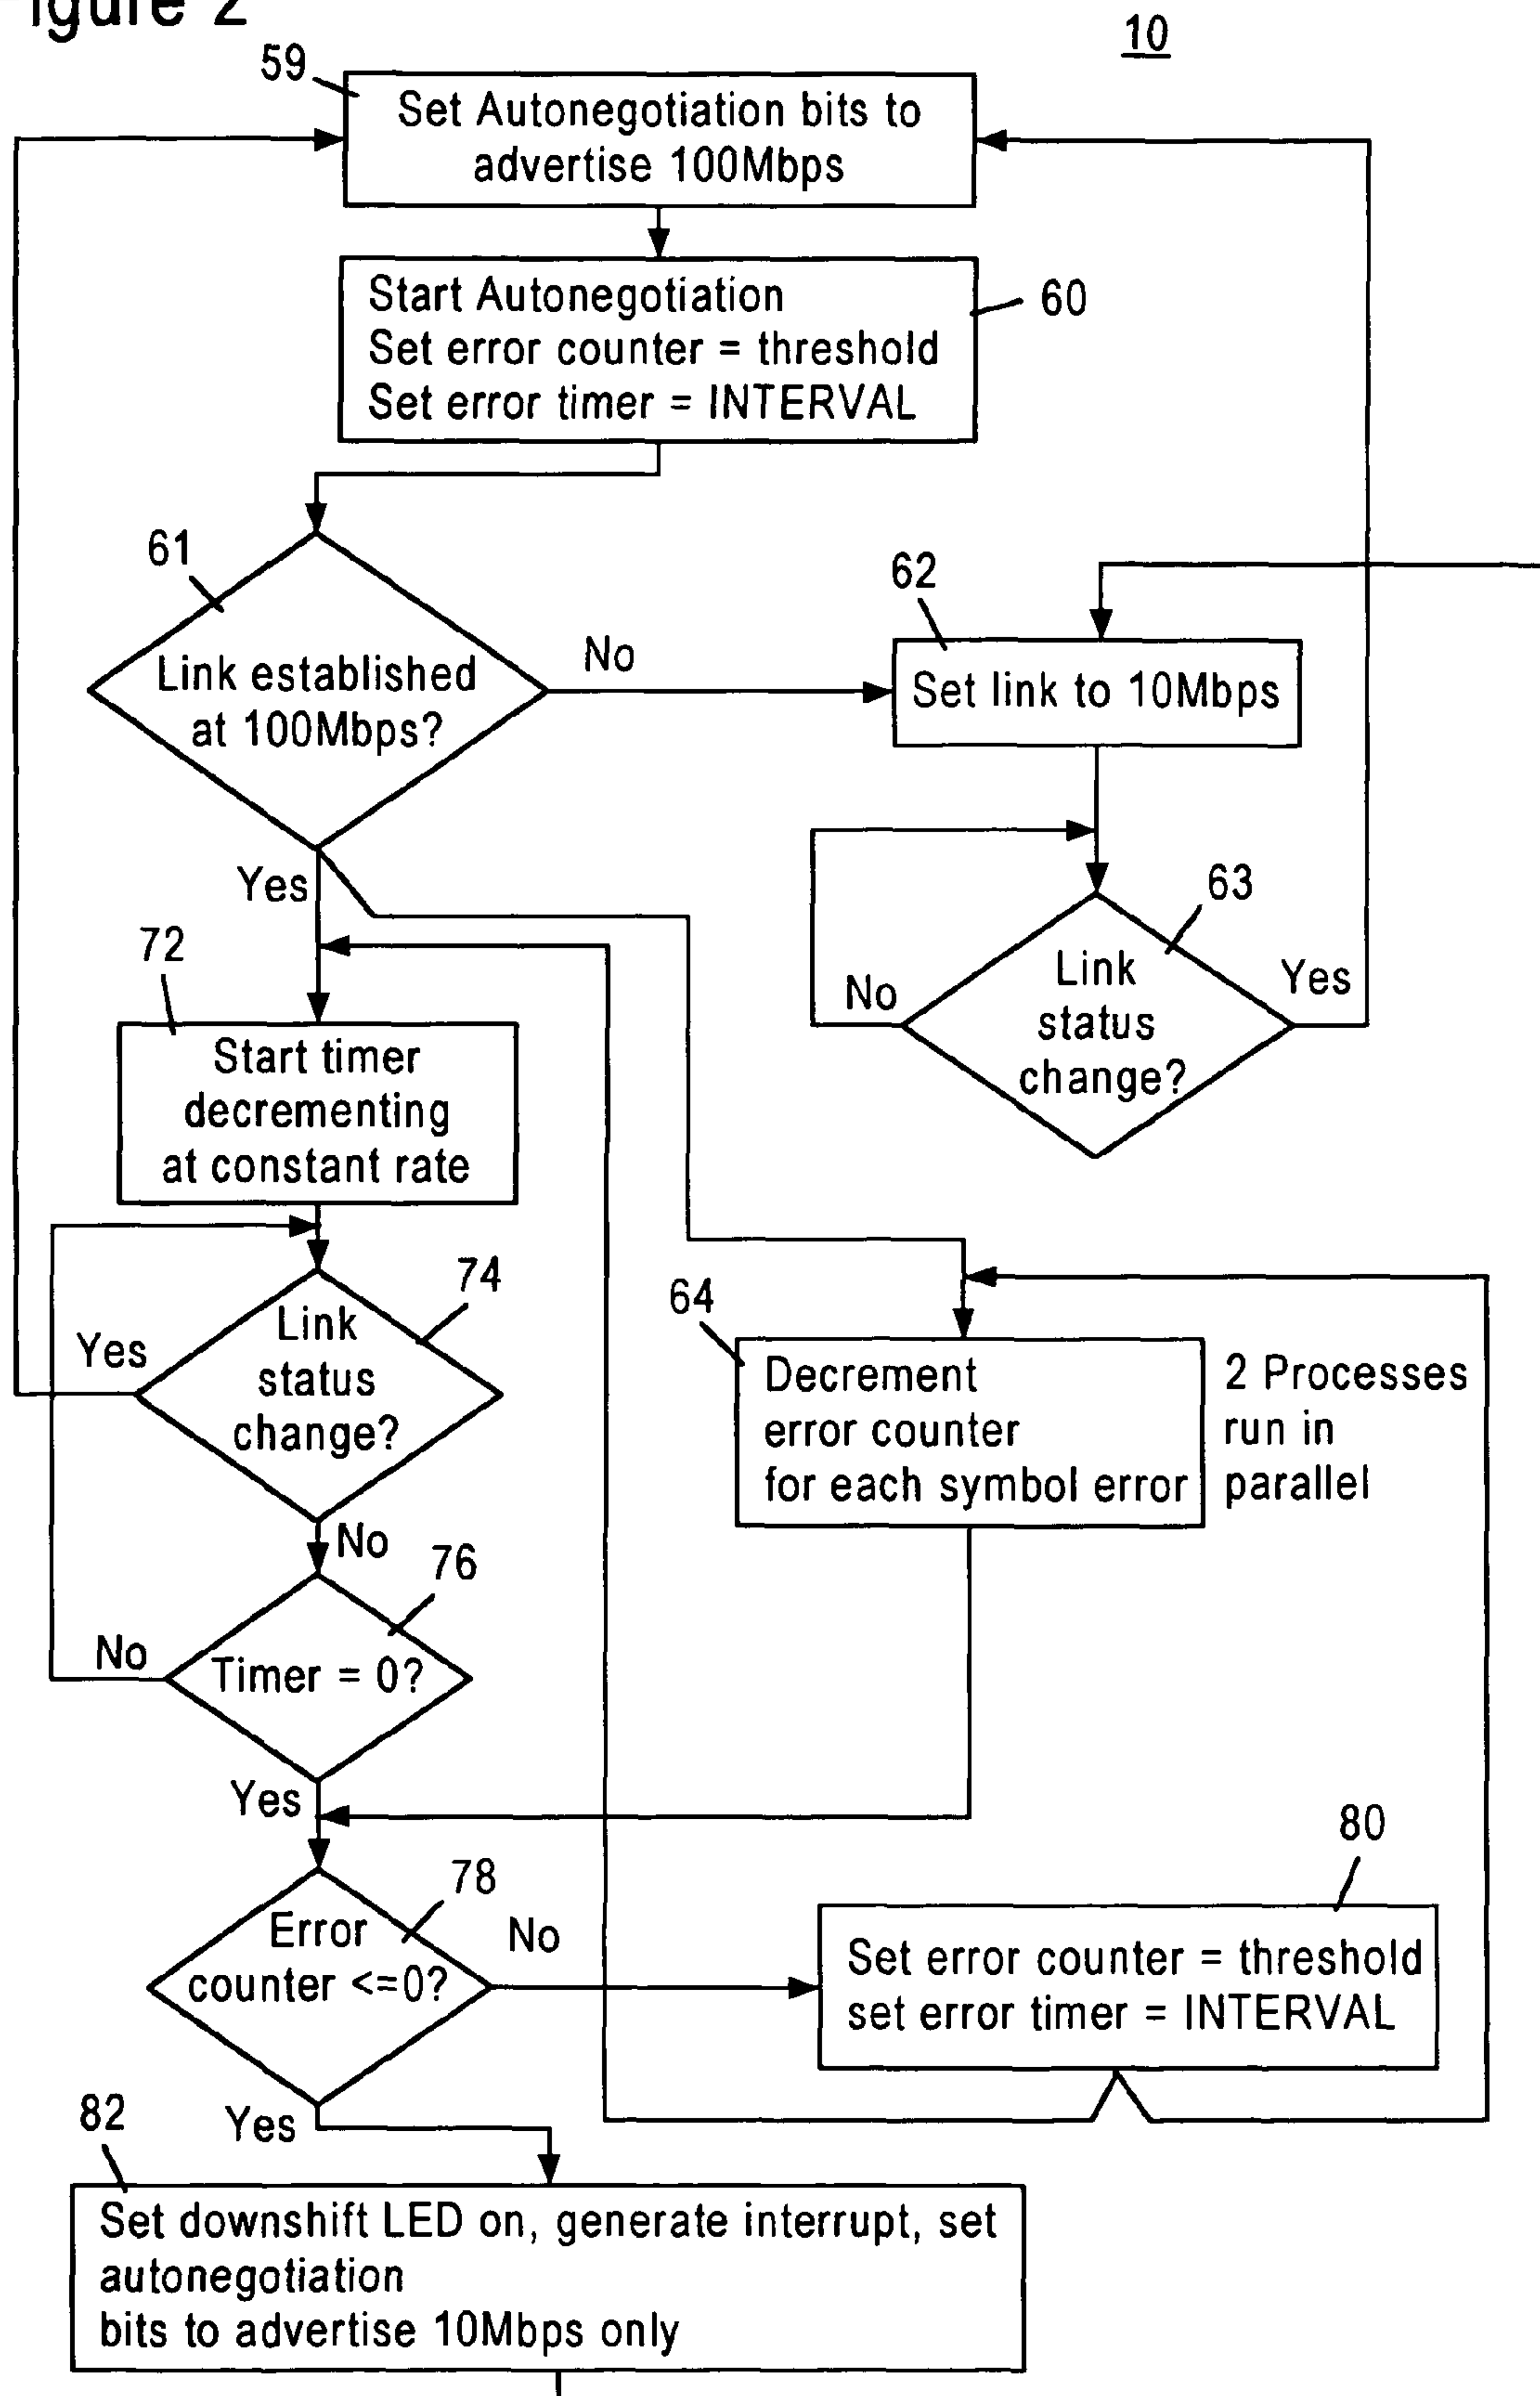 Figure 2
10
59
Set Autonegotiation bits to
advertise 100Mbps
Start Autonegotiation
Set error counter = threshold
Set error timer = INTERVAL
60
61
Link established
at 100Mbps?
No
Yes
62
Set link to 10Mbps
63
Link
status
change?
No
Yes
72
Start timer
decrementing
at constant rate
74
Link
status
change?
Yes
No
64
Decrement
error counter
for each symbol error
2 Processes
run in
parallel
76
Timer = 0?
No
Yes
78
Error
counter <=0?
No
Yes
80
Set error counter = threshold
set error timer = INTERVAL
82
Set downshift LED on, generate interrupt, set
autonegotiation
bits to advertise 10Mbps only